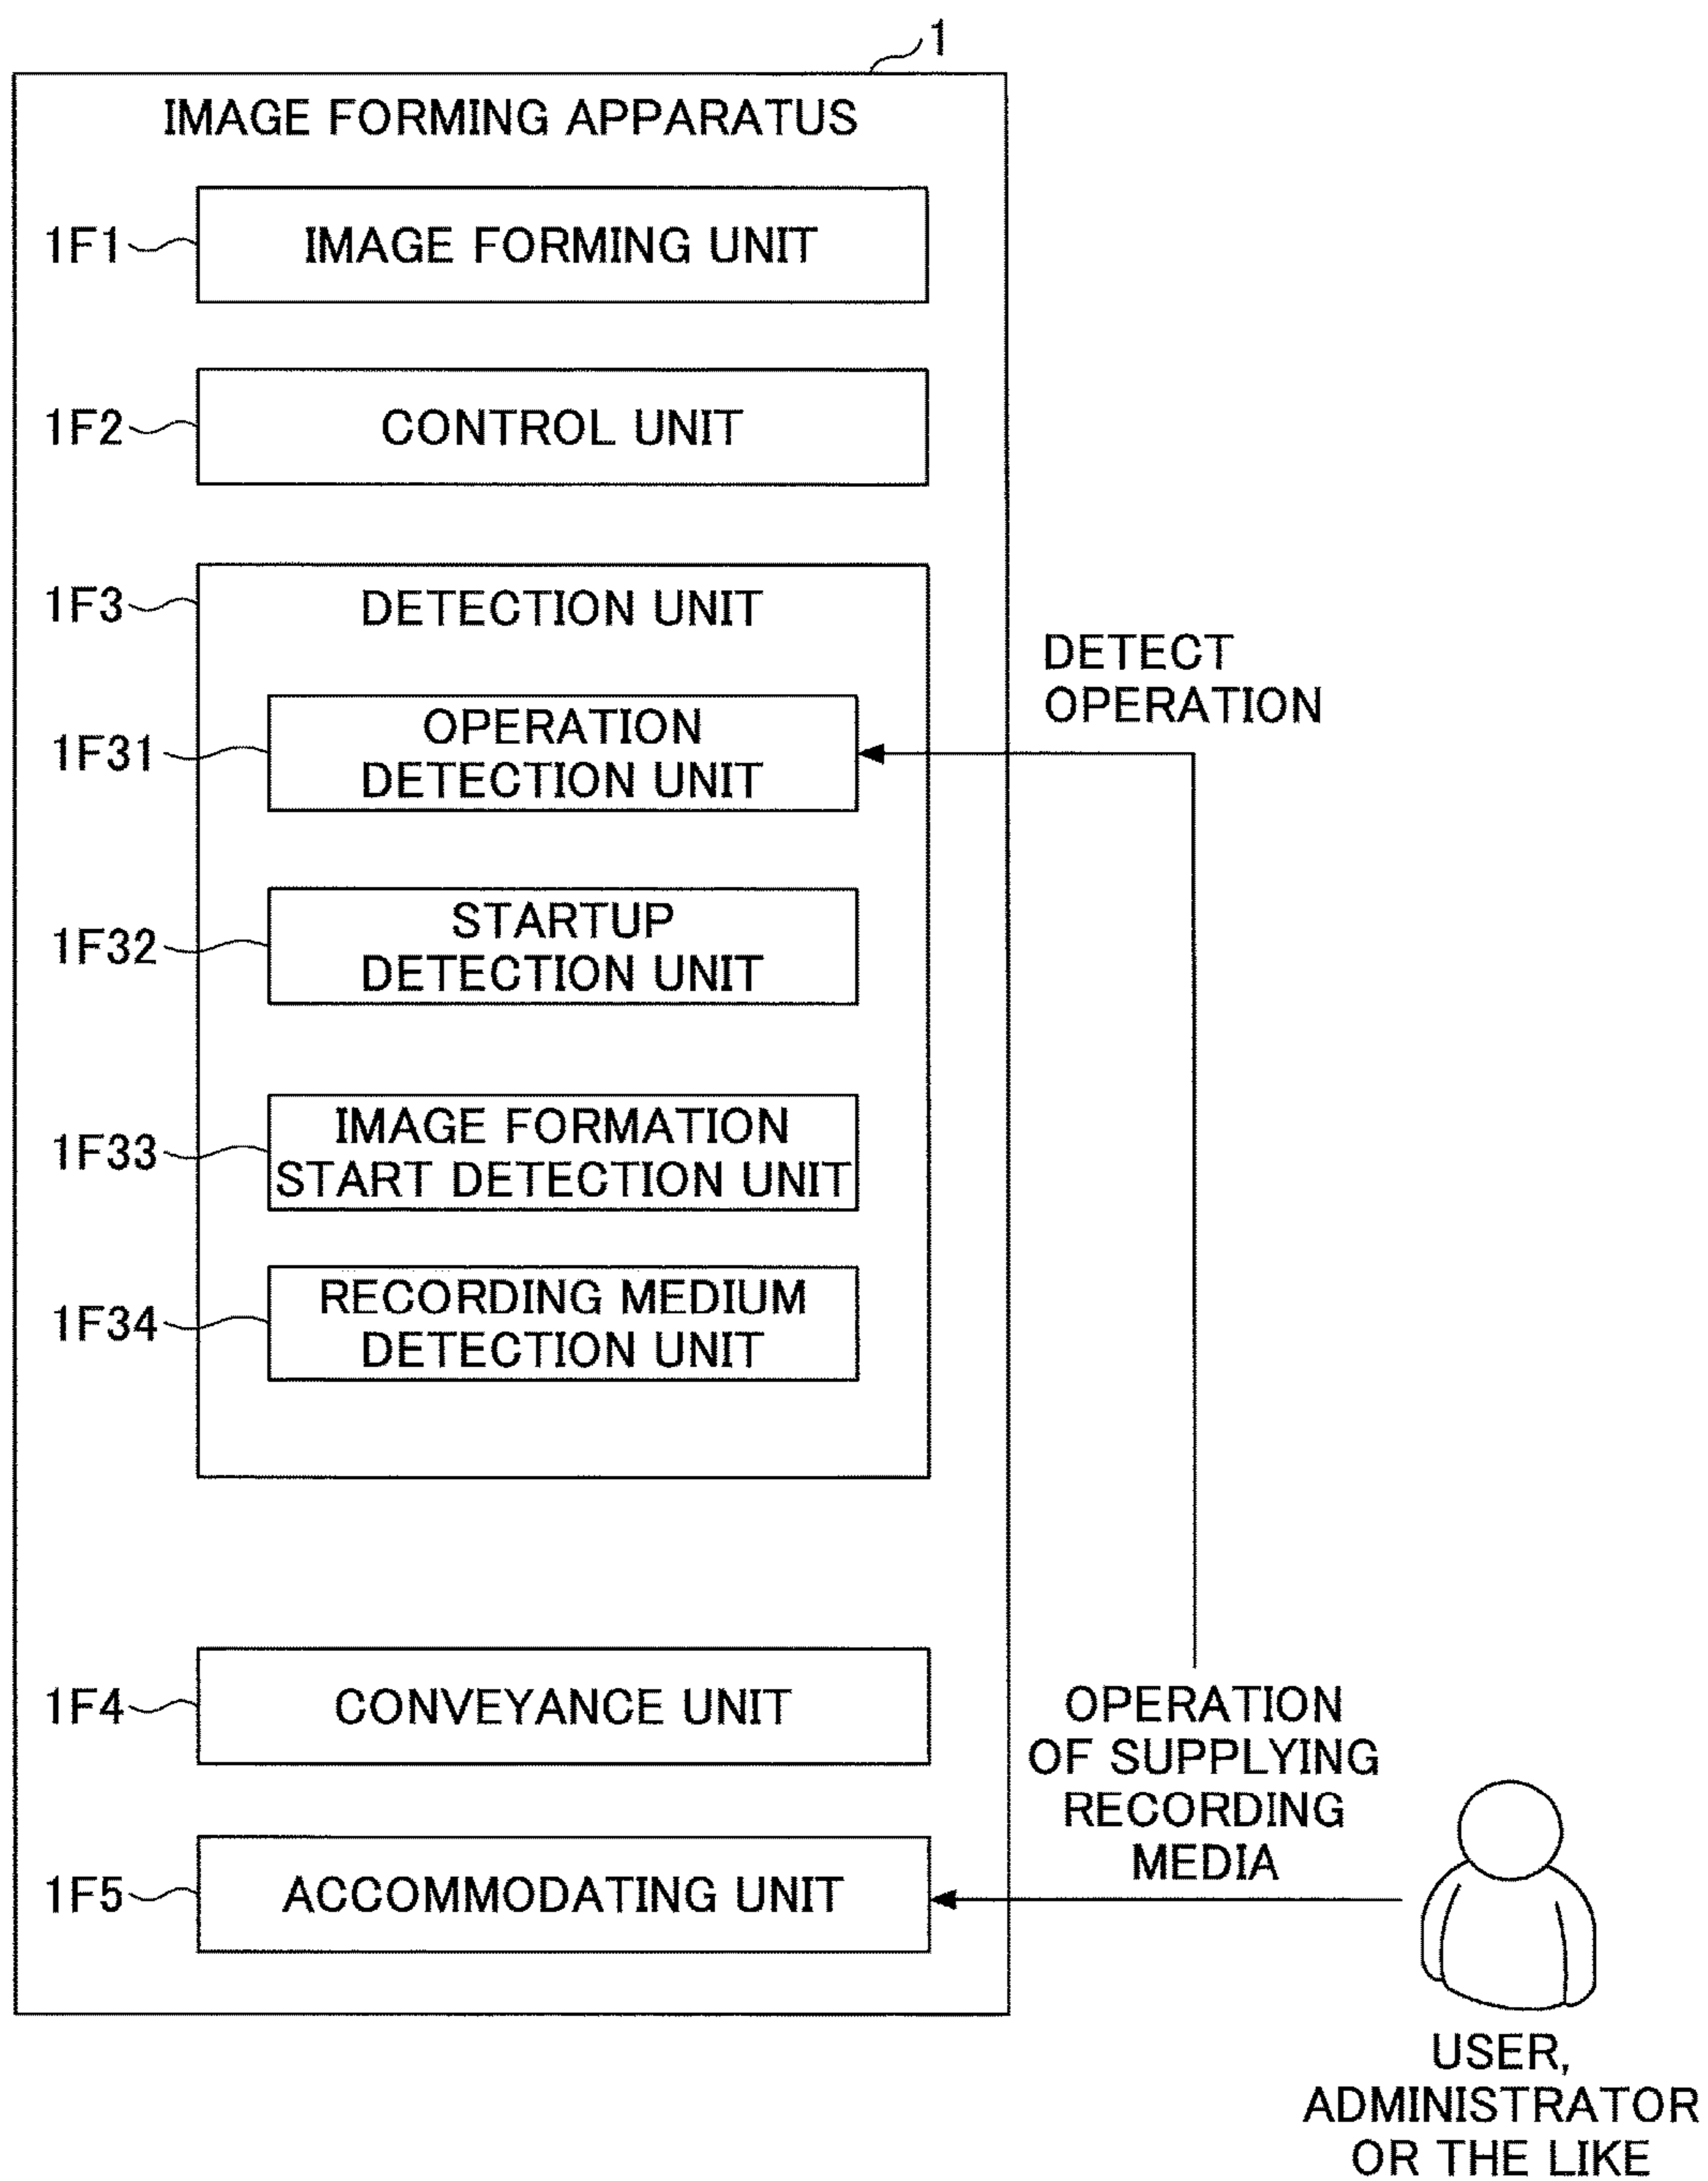 1
IMAGE FORMING APPARATUS
1F1
IMAGE FORMING UNIT
1F2
CONTROL UNIT
1F3
DETECTION UNIT
DETECT
OPERATION
1F31
OPERATION
DETECTION UNIT
1F32
STARTUP
DETECTION UNIT
1F33
IMAGE FORMATION
START DETECTION UNIT
1F34
RECORDING MEDIUM
DETECTION UNIT
1F4
CONVEYANCE UNIT
OPERATION
OF SUPPLYING
RECORDING
MEDIA
1F5
ACCOMMODATING UNIT
USER,
ADMINISTRATOR
OR THE LIKE